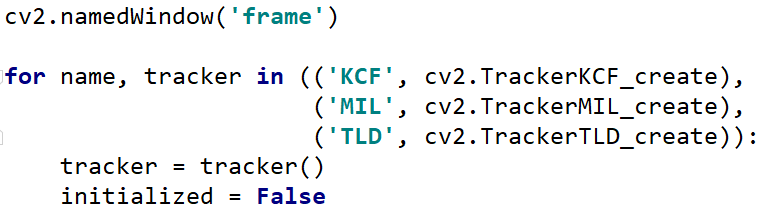 cv2.namedWindow('frame')
for name, tracker in (('KCF', cv2.TrackerKCF_create),
('MIL', cv2.TrackerMIL_create),
('TLD', cv2.TrackerTLD_create)):
tracker = tracker()
initialized = False